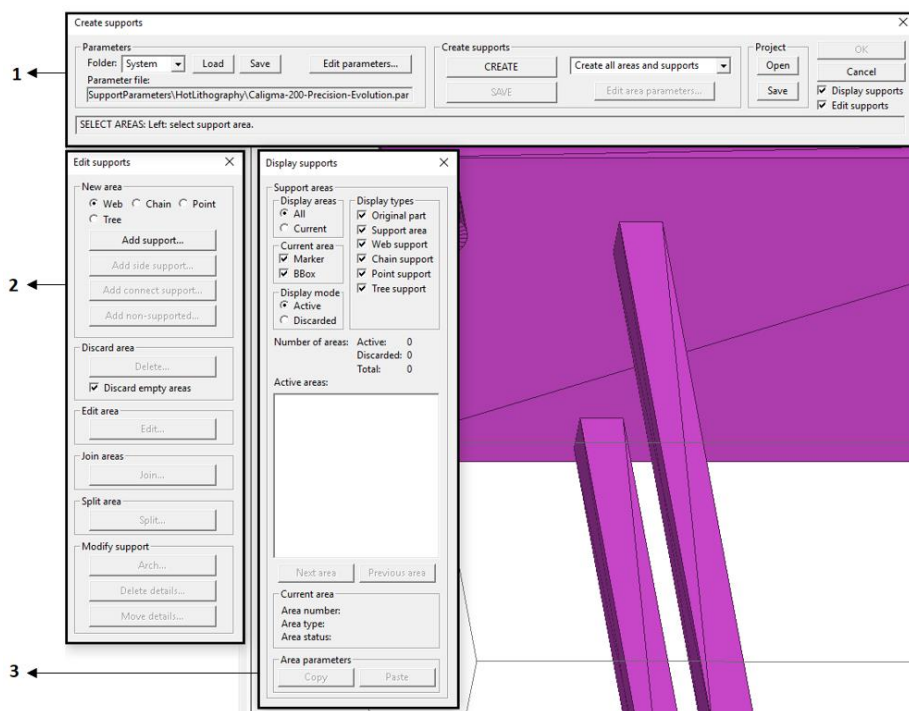 Create supports
Parameters
Folder: System Load Save Edit parameters...
Parameter file:
SupportParameters\HotLithography\Caligma-200-Precision-Evolution.par
Create supports
CREATE Create all areas and supports
SAVE Edit area parameters...
Project
Open
Save
OK
Cancel
Display supports
Edit supports
SELECT AREAS: Left: select support area.
1
Edit supports
New area
Web Chain Point
Tree
Add support...
Add side support...
Add connect support...
Add non-supported...
Discard area
Delete...
Discard empty areas
Edit area
Edit...
Join areas
Join...
Split area
Split...
Modify support
Arch...
Delete details...
Move details...
2
Display supports
Support areas
Display areas
All
Current
Current area
Marker
BBox
Display mode
Active
Discarded
Display types
Original part
Support area
Web support
Chain support
Point support
Tree support
Number of areas: Active: 0
Discarded: 0
Total: 0
Active areas:
Next area Previous area
Current area
Area number:
Area type:
Area status:
Area parameters
Copy Paste
3